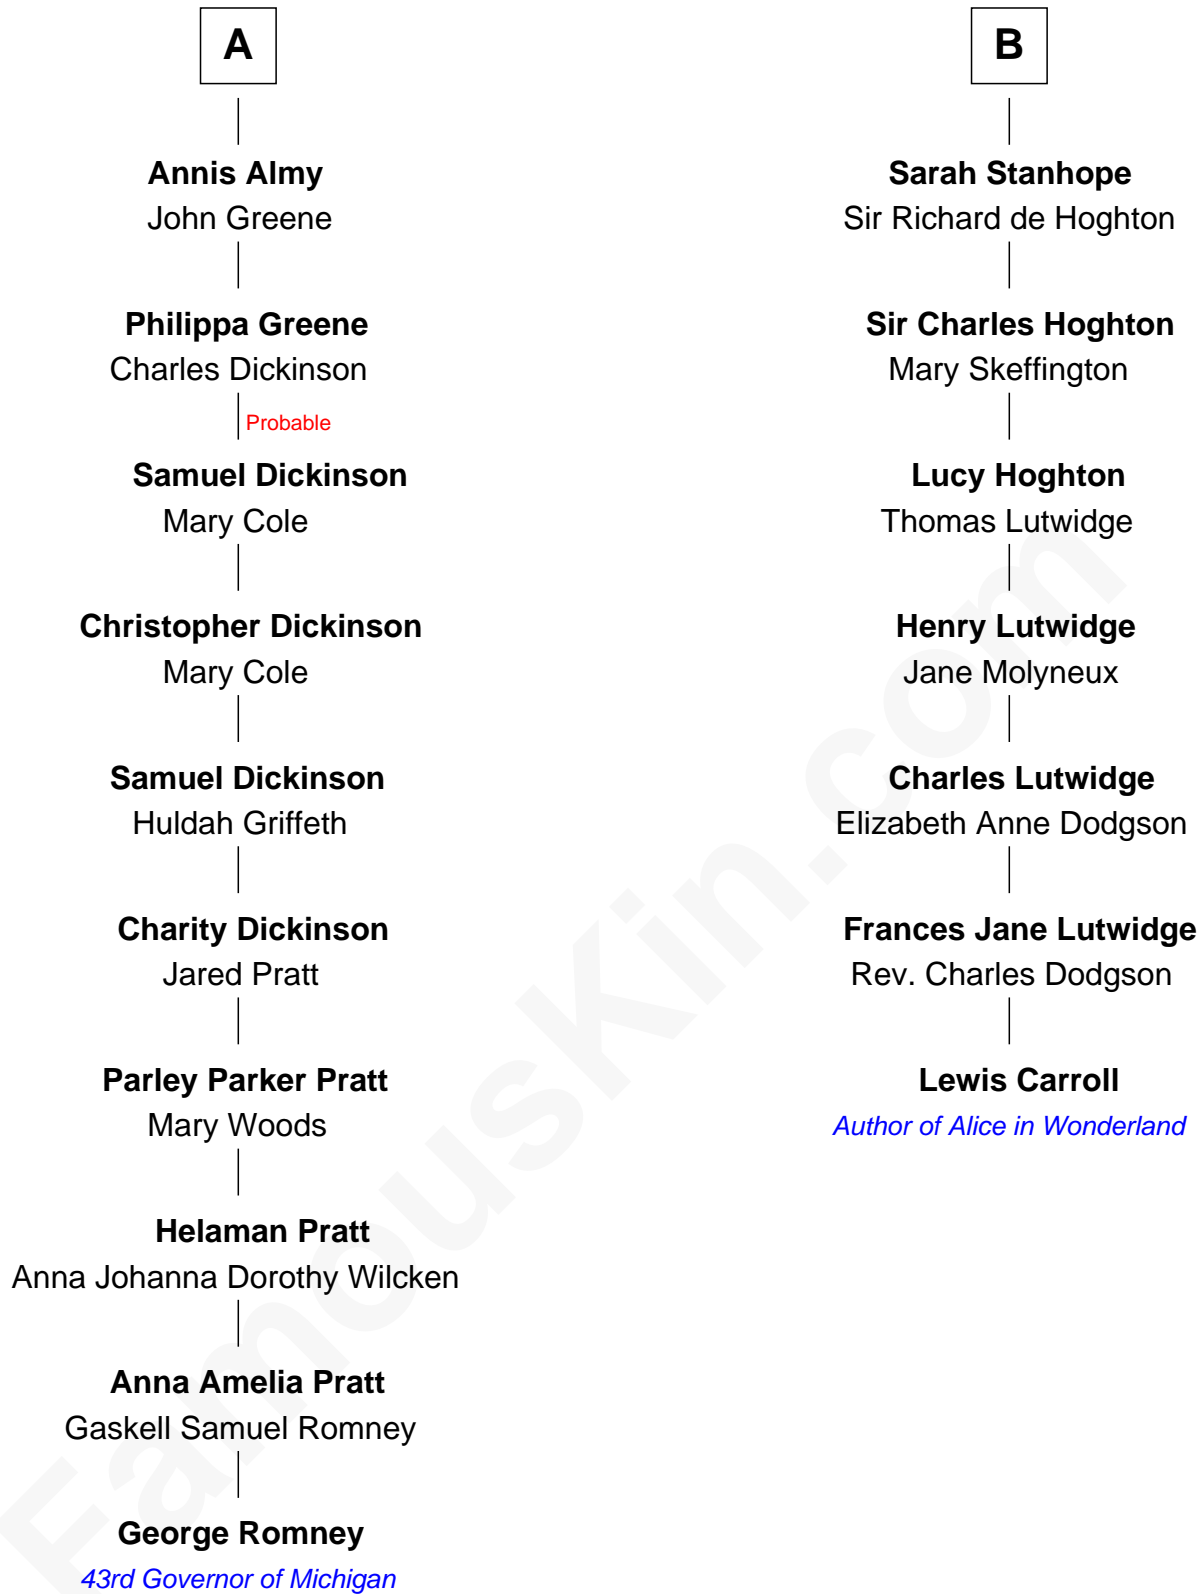 A
Annis Almy
John Greene
Philippa Greene
Charles Dickinson
Probable
Samuel Dickinson
Mary Cole
Christopher Dickinson
Mary Cole
Samuel Dickinson
Huldah Griffeth
Charity Dickinson
Jared Pratt
Parley Parker Pratt
Mary Woods
Helaman Pratt
Anna Johanna Dorothy Wilcken
Anna Amelia Pratt
Gaskell Samuel Romney
George Romney
43rd Governor of Michigan
B
Sarah Stanhope
Sir Richard de Hoghton
Sir Charles Hoghton
Mary Skeffington
Lucy Hoghton
Thomas Lutwidge
Henry Lutwidge
Jane Molyneux
Charles Lutwidge
Elizabeth Anne Dodgson
Frances Jane Lutwidge
Rev. Charles Dodgson
Lewis Carroll
Author of Alice in Wonderland
FamousKin.com